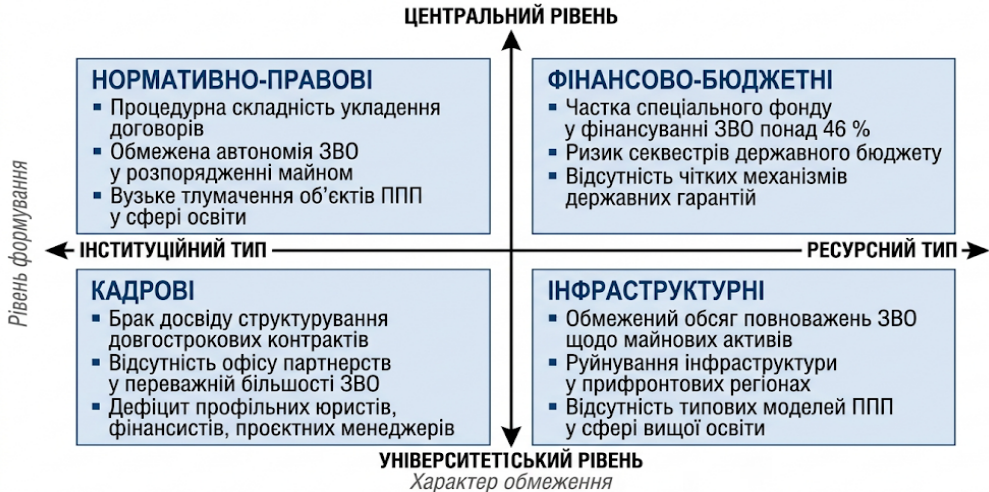 ЦЕНТРАЛЬНИЙ РІВЕНЬ
НОРМАТИВНО-ПРАВОВІ
▪ Процедурна складність укладення
договорів
▪ Обмежена автономія ЗВО
у розпорядженні майном
▪ Вузьке тлумачення об’єктів ППП
у сфері освіти
ФІНАНСОВО-БЮДЖЕТНІ
▪ Частка спеціального фонду
у фінансуванні ЗВО понад 46 %
▪ Ризик секвестрів державного бюджету
▪ Відсутність чітких механізмів
державних гарантій
Рівень формування
ІНСТИТУЦІЙНИЙ ТИП
РЕСУРСНИЙ ТИП
КАДРОВІ
▪ Брак досвіду структурування
довгострокових контрактів
▪ Відсутність офісу партнерств
у переважній більшості ЗВО
▪ Дефіцит профільних юристів,
фінансистів, проєктних менеджерів
ІНФРАСТРУКТУРНІ
▪ Обмежений обсяг повноважень ЗВО
щодо майнових активів
▪ Руйнування інфраструктури
у прифронтових регіонах
▪ Відсутність типових моделей ППП
у сфері вищої освіти
УНІВЕРСИТЕТІСЬКИЙ РІВЕНЬ
Характер обмеження